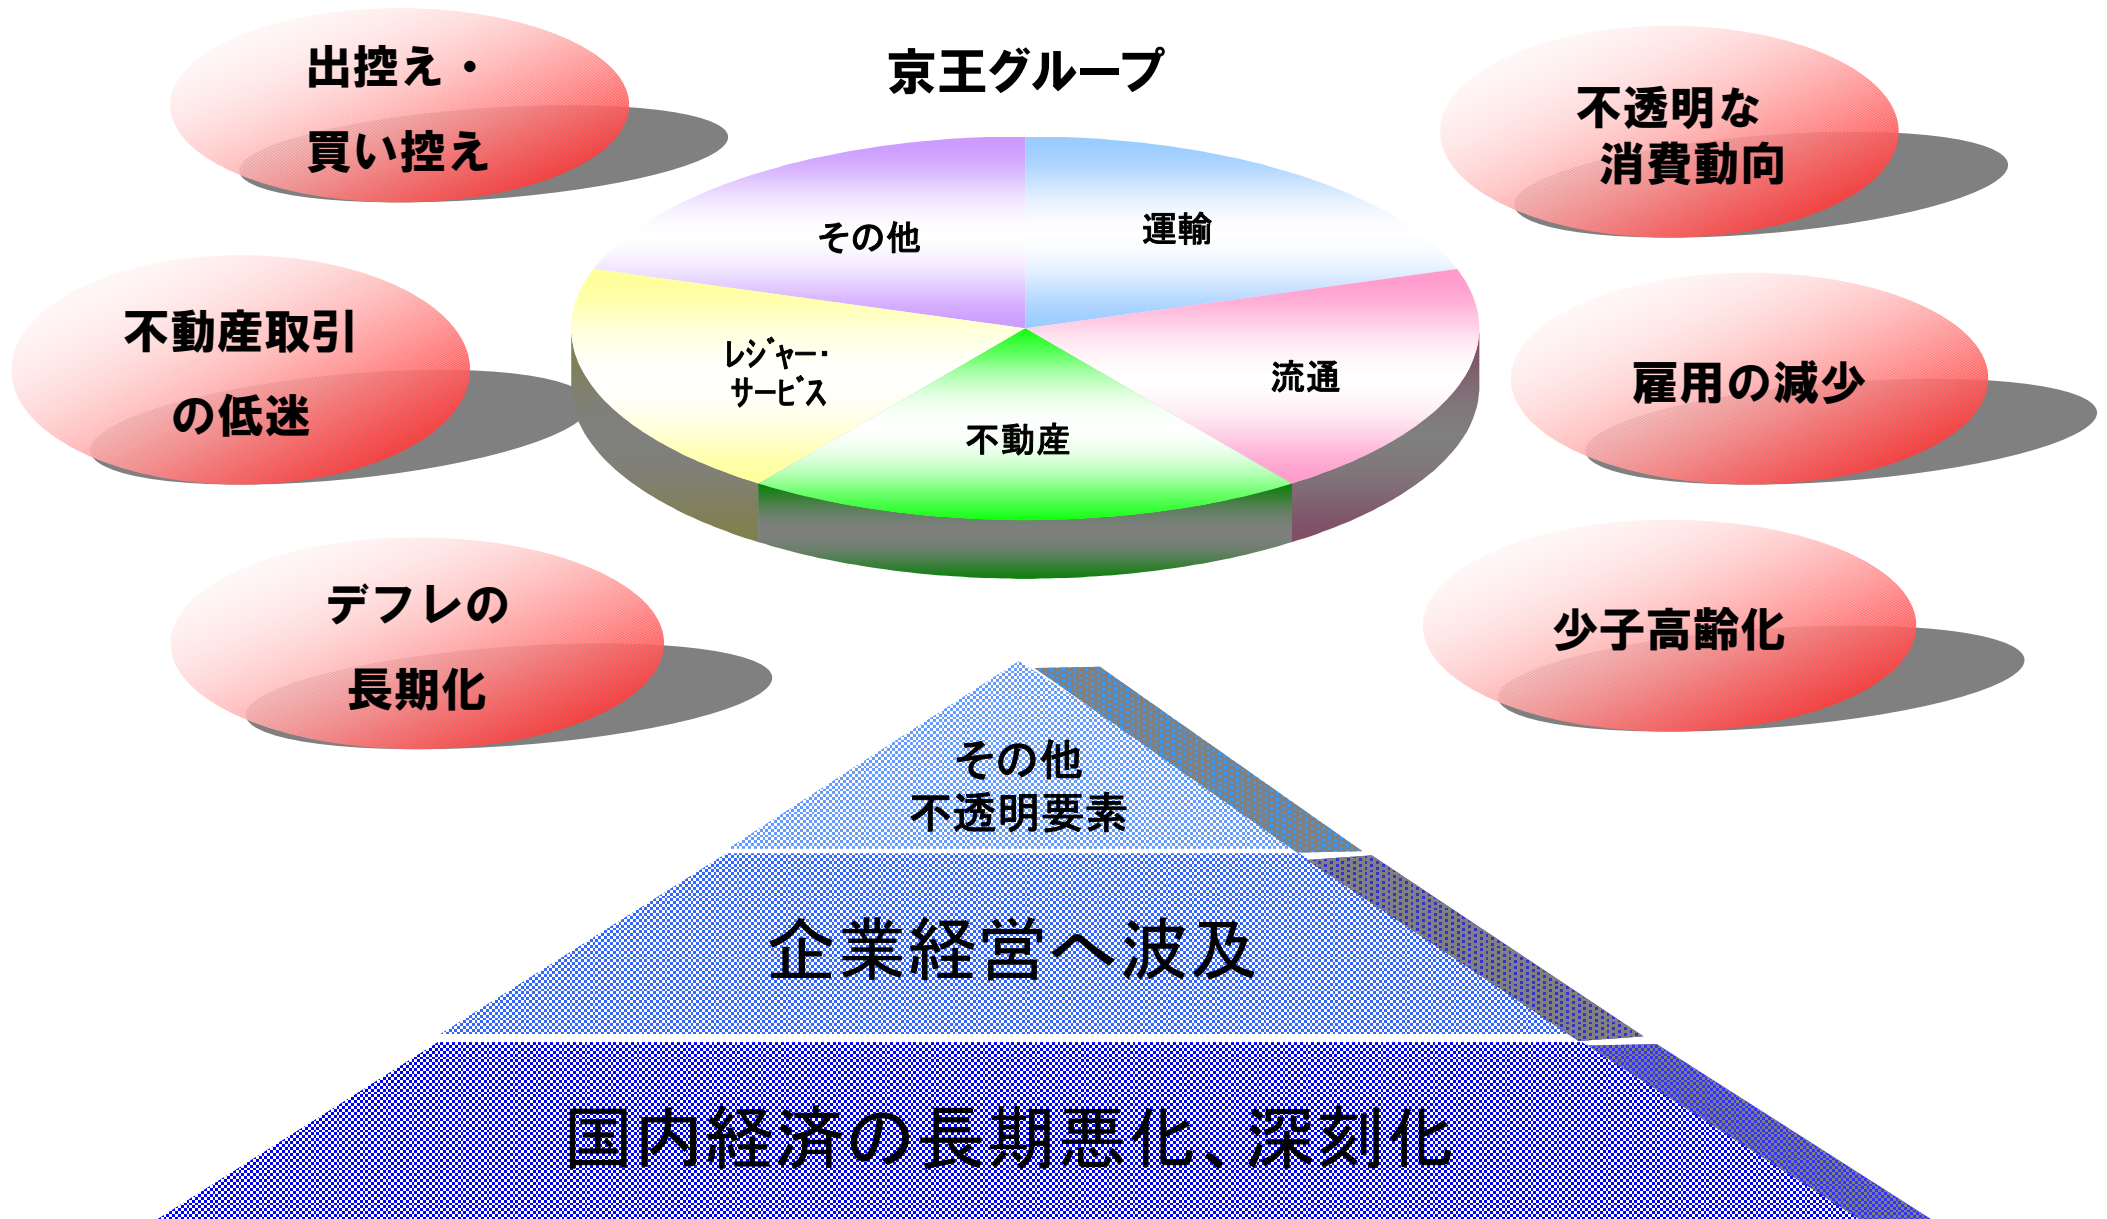 京王グループ
出控え・
買い控え
不動産取引
の低迷
デフレの
長期化
その他
運輸
レジャー・
サービス
流通
不動産
不透明な
消費動向
雇用の減少
少子高齢化
その他
不透明要素
企業経営へ波及
国内経済の長期悪化、深刻化